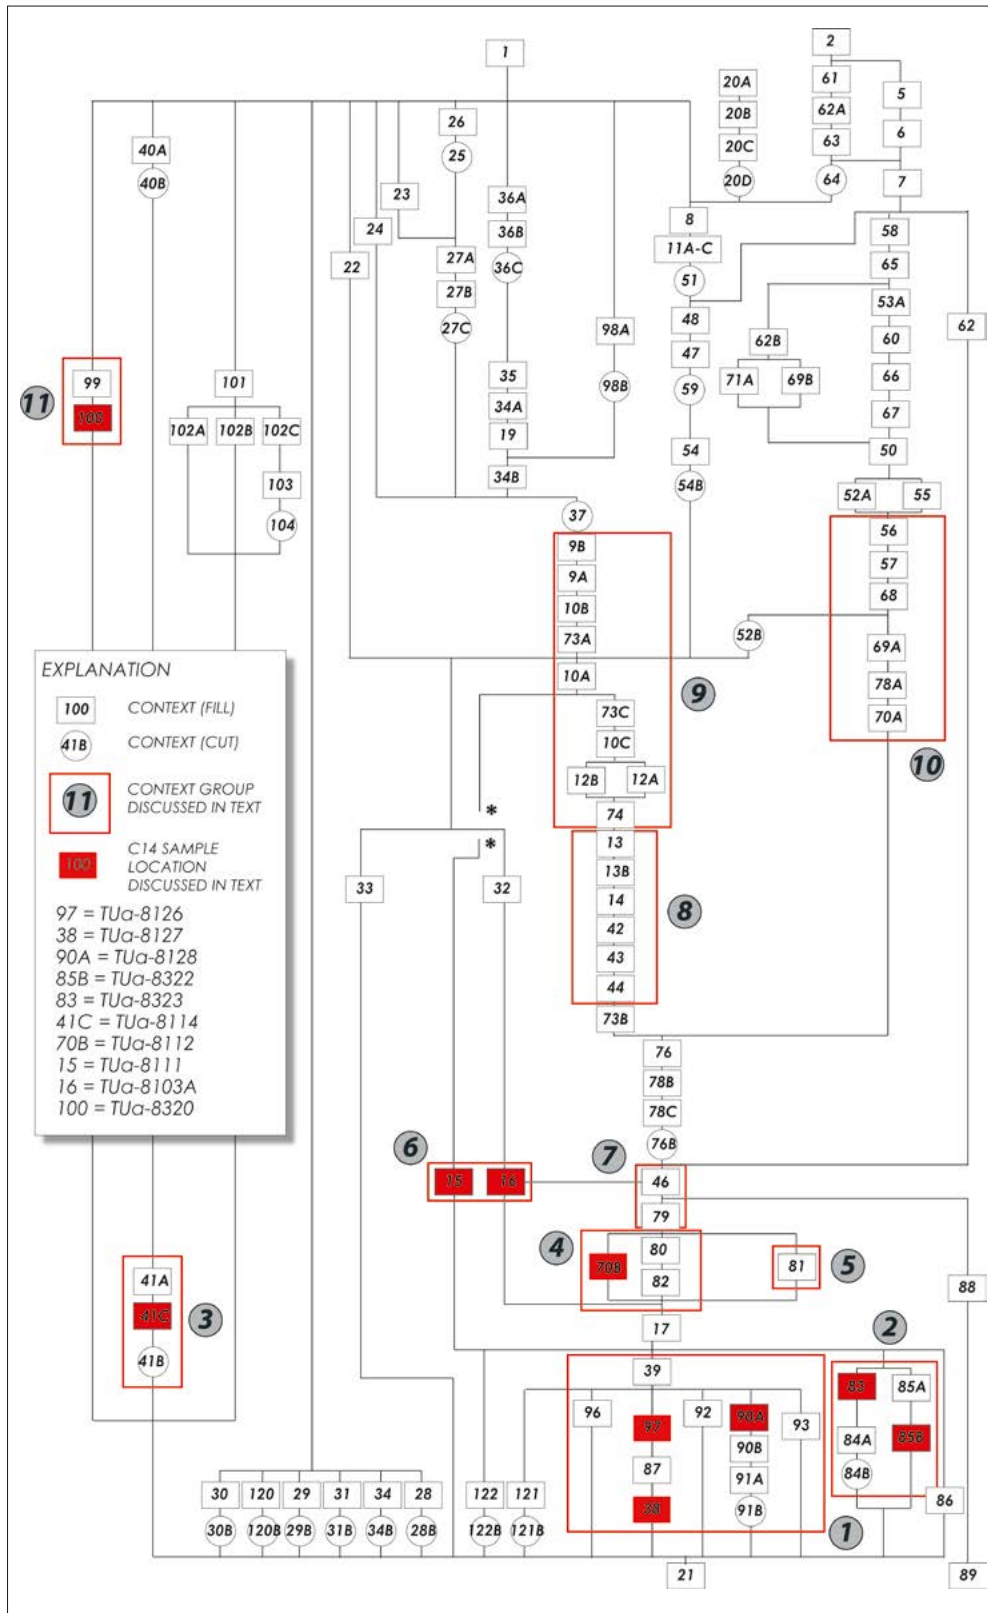 1
2
20A
61
5
20B
62A
26
6
20C
63
40A
25
20D
64
7
40B
23
36A
8
58
24
36B
11A-C
27A
65
22
36C
51
27B
53A
48
27C
62
98A
62B
60
47
99
101
35
98B
71A
69B
66
59
11
100
34A
67
102A
102B
102C
19
54
50
34B
103
54B
52A
55
104
37
56
9B
57
9A
68
10B
52B
73A
69A
10A
78A
9
73C
70A
10C
10
12B
12A
74
*
*
13
33
32
13B
14
8
42
43
44
73B
76
78B
78C
76B
6
7
15
16
46
79
4
80
70B
81
5
41A
82
88
41C
3
17
2
41B
39
83
85A
96
97
92
90A
93
84A
85B
87
90B
84B
30
120
29
31
34
28
122
121
91A
86
38
30B
120B
29B
31B
34B
28B
122B
121B
91B
1
21
89
EXPLANATION
100 CONTEXT (FILL)
41B CONTEXT (CUT)
11 CONTEXT GROUP
DISCUSSED IN TEXT
100 C14 SAMPLE
LOCATION
DISCUSSED IN TEXT
97 = TUa-8126
38 = TUa-8127
90A = TUa-8128
85B = TUa-8322
83 = TUa-8323
41C = TUa-8114
70B = TUa-8112
15 = TUa-8111
16 = TUa-8103A
100 = TUa-8320